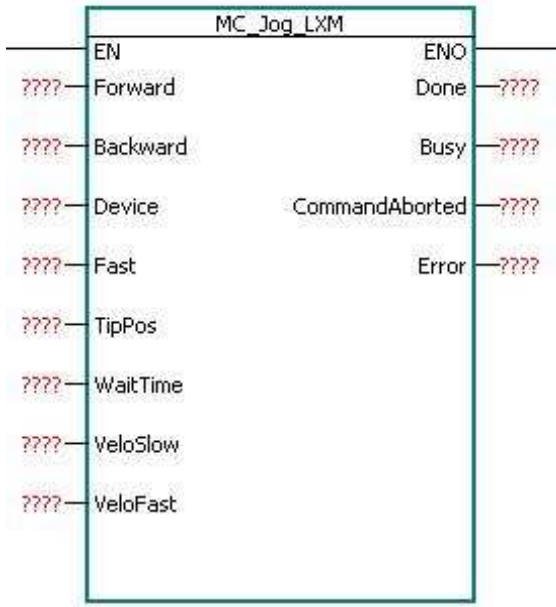 MC_Jog_LXM
EN ENO
???? Forward Done ????
???? Backward Busy ????
???? Device CommandAborted ????
???? Fast Error ????
???? TipPos
???? WaitTime
???? VeloSlow
???? VeloFast